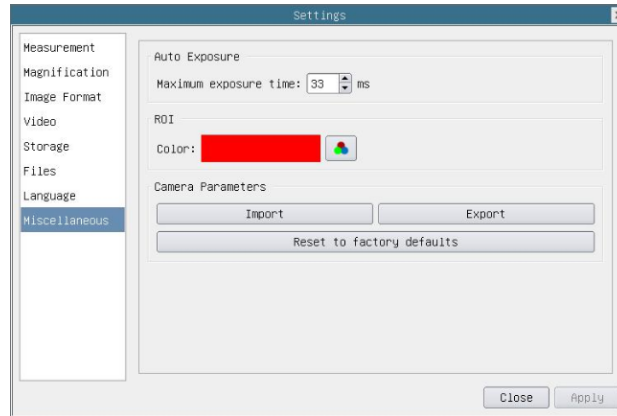 Settings
Measurement
Magnification
Image Format
Video
Storage
Files
Language
Miscellaneous
Auto Exposure
Maximum exposure time: 33 ms
ROI
Color:
Camera Parameters
Import Export
Reset to factory defaults
Close Apply